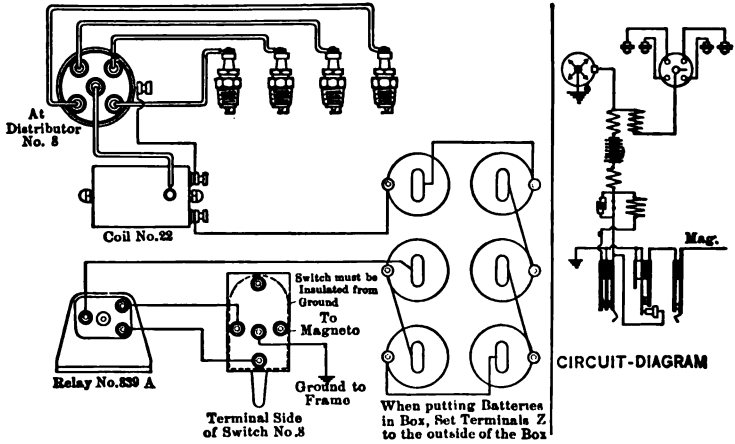 At
Distributor
No. 8
Coil No.22
Relay No.839 A
Switch must be
Insulated from
Ground
To
Magneto
Ground to
Frame
Terminal Side
of Switch No.8
When putting Batteries
in Box, Set Terminals Z
to the outside of the Box
Mag.
CIRCUIT-DIAGRAM